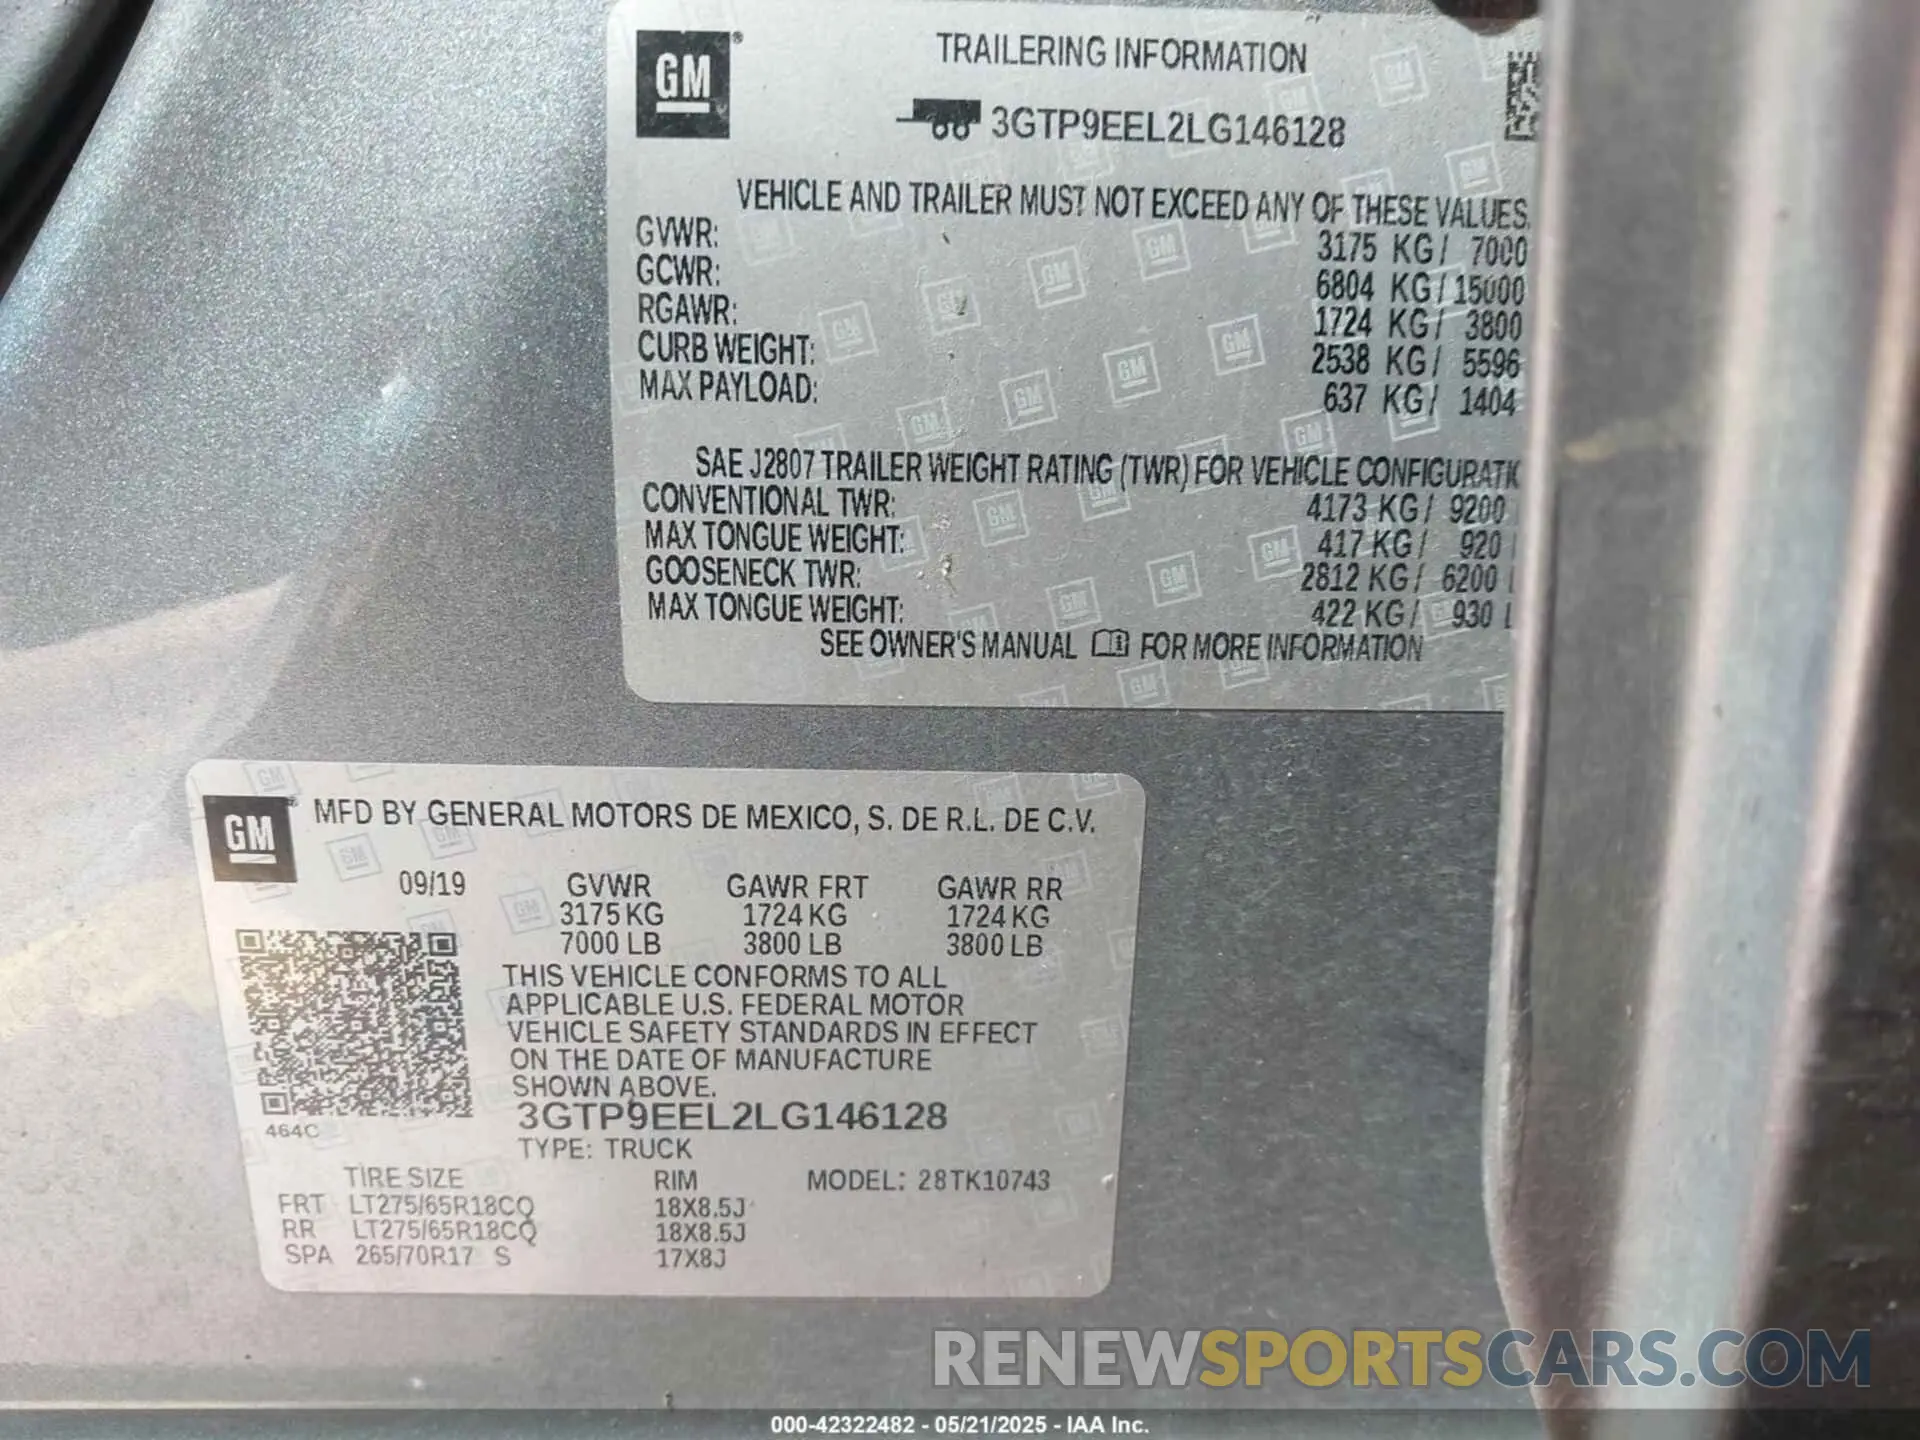 GM
TRAILERING INFORMATION
3GTP9EEL2LG146128
VEHICLE AND TRAILER MUST NOT EXCEED ANY OF THESE VALUES.
GVWR: 3175 KG/ 7000
GCWR: 6804 KG/15000
RGAWR: 1724 KG/ 3800
CURB WEIGHT: 2538 KG/ 5596
MAX PAYLOAD: 637 KG/ 1404
SAE J2807 TRAILER WEIGHT RATING (TWR) FOR VEHICLE
CONVENTIONAL TWR: 4173 KG/ 9200
MAX TONGUE WEIGHT: 417 KG/ 920
GOOSENECK TWR: 2812 KG/ 6200
MAX TONGUE WEIGHT: 422 KG/ 930
SEE OWNER'S MANUAL FOR MORE INFORMATION
GM
MFD BY GENERAL MOTORS DE MEXICO, S. DE R.L. DE C.V.
09/19 GVWR GAWR FRT GAWR RR
3175 KG 1724 KG 1724 KG
7000 LB 3800 LB 3800 LB
THIS VEHICLE CONFORMS TO ALL
APPLICABLE U.S. FEDERAL MOTOR
VEHICLE SAFETY STANDARDS IN EFFECT
ON THE DATE OF MANUFACTURE
SHOWN ABOVE.
3GTP9EEL2LG146128
464C
TYPE: TRUCK
TIRE SIZE RIM MODEL: 28TK10743
FRT LT275/65R18CQ 18X8.5J
RR LT275/65R18CQ 18X8.5J
SPA 265/70R17 S 17X8J
RENEWSPORTSCARS.COM
000-42322482 - 05/21/2025 - IAA Inc.